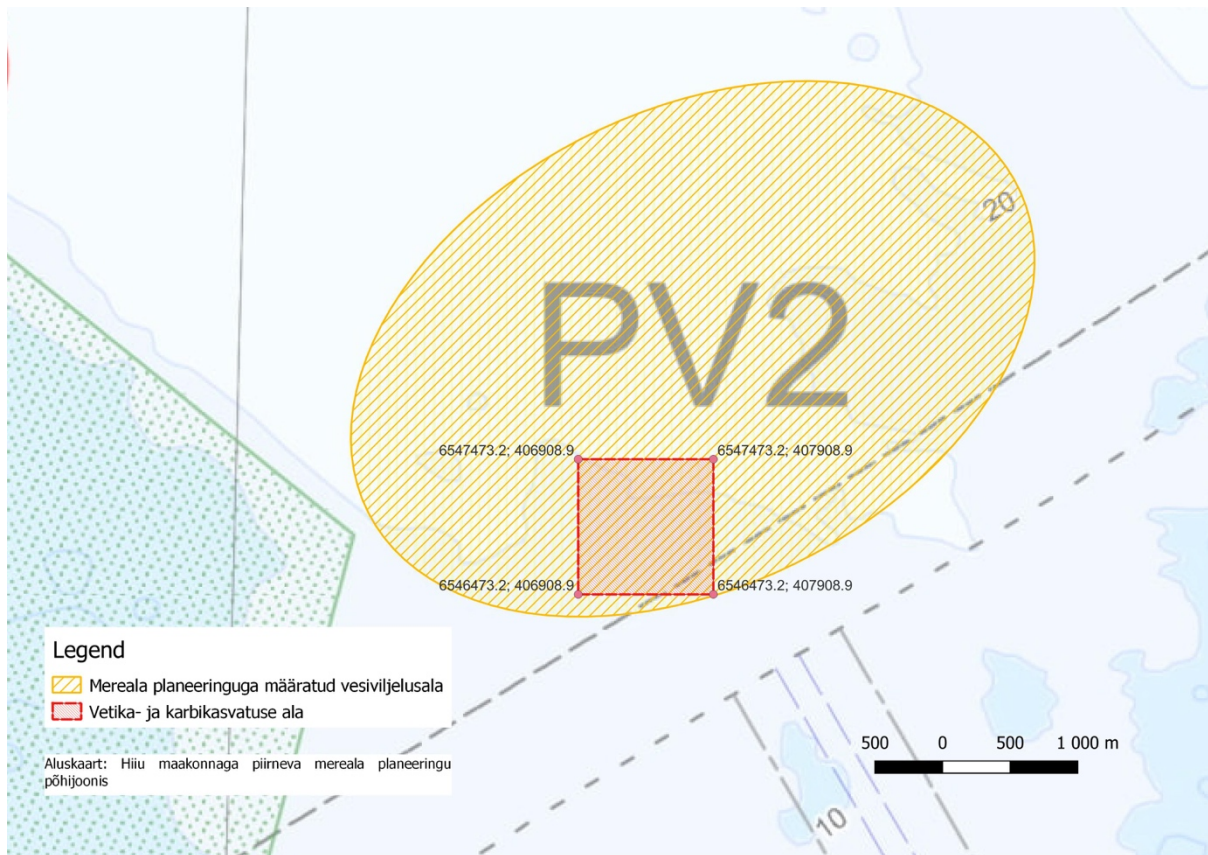 20
PV2
6547473.2; 406908.9
6547473.2; 407908.9
6546473.2; 406908.9
6546473.2; 407908.9
Legend
Mereala planeeringuga määratud vesiviljelusala
Vetika- ja karbikasvatuse ala
Aluskaart: Hiiu maakonnaga piirneva mereala planeeringu
põhijoonis
500 0 500 1 000 m
10